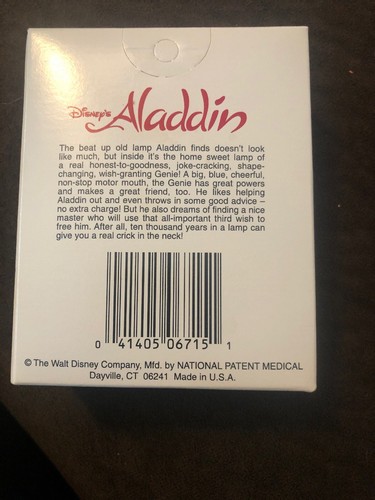 Disney's Aladdin
The beat up old lamp Aladdin finds doesn't look
like much, but inside it's the home sweet lamp of
a real honest-to-goodness, joke-cracking, shape-
changing, wish-granting Genie! A big, blue, cheerful,
non-stop motor mouth, the Genie has great powers
and makes a great friend, too. He likes helping
Aladdin out and even throws in some good advice –
no extra charge! But he also dreams of finding a nice
master who will use that all-important third wish to
free him. After all, ten thousand years in a lamp can
give you a real crick in the neck!
0 41405 06715 1
© The Walt Disney Company, Mfd. by NATIONAL PATENT MEDICAL
Dayville, CT 06241 Made in U.S.A.